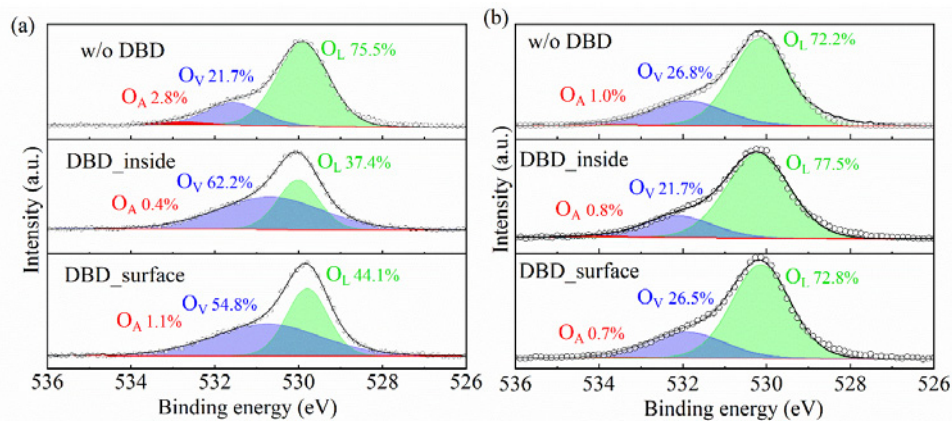 (a)
w/o DBD
O_L 75.5%
O_V 21.7%
O_A 2.8%
DBD_inside
O_L 37.4%
O_V 62.2%
O_A 0.4%
DBD_surface
O_L 44.1%
O_V 54.8%
O_A 1.1%
Intensity (a.u.)
536 534 532 530 528 526
Binding energy (eV)
(b)
w/o DBD
O_L 72.2%
O_V 26.8%
O_A 1.0%
DBD_inside
O_L 77.5%
O_V 21.7%
O_A 0.8%
DBD_surface
O_L 72.8%
O_V 26.5%
O_A 0.7%
Intensity (a.u.)
536 534 532 530 528 526
Binding energy (eV)